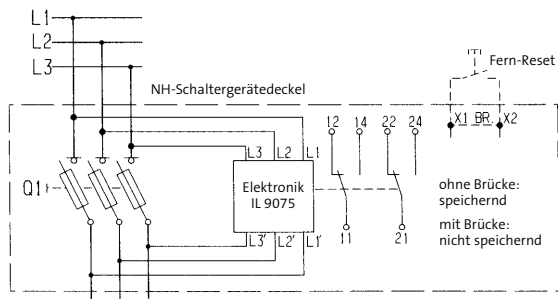 L1
L2
L3
Fern-Reset
NH-Schaltergerätedeckel
X1 BR. X2
12 14 22 24
L3 L2 L1
Q1
Elektronik
IL 9075
ohne Brücke:
speichernd
mit Brücke:
nicht speichernd
L3' L2' L1'
11 21